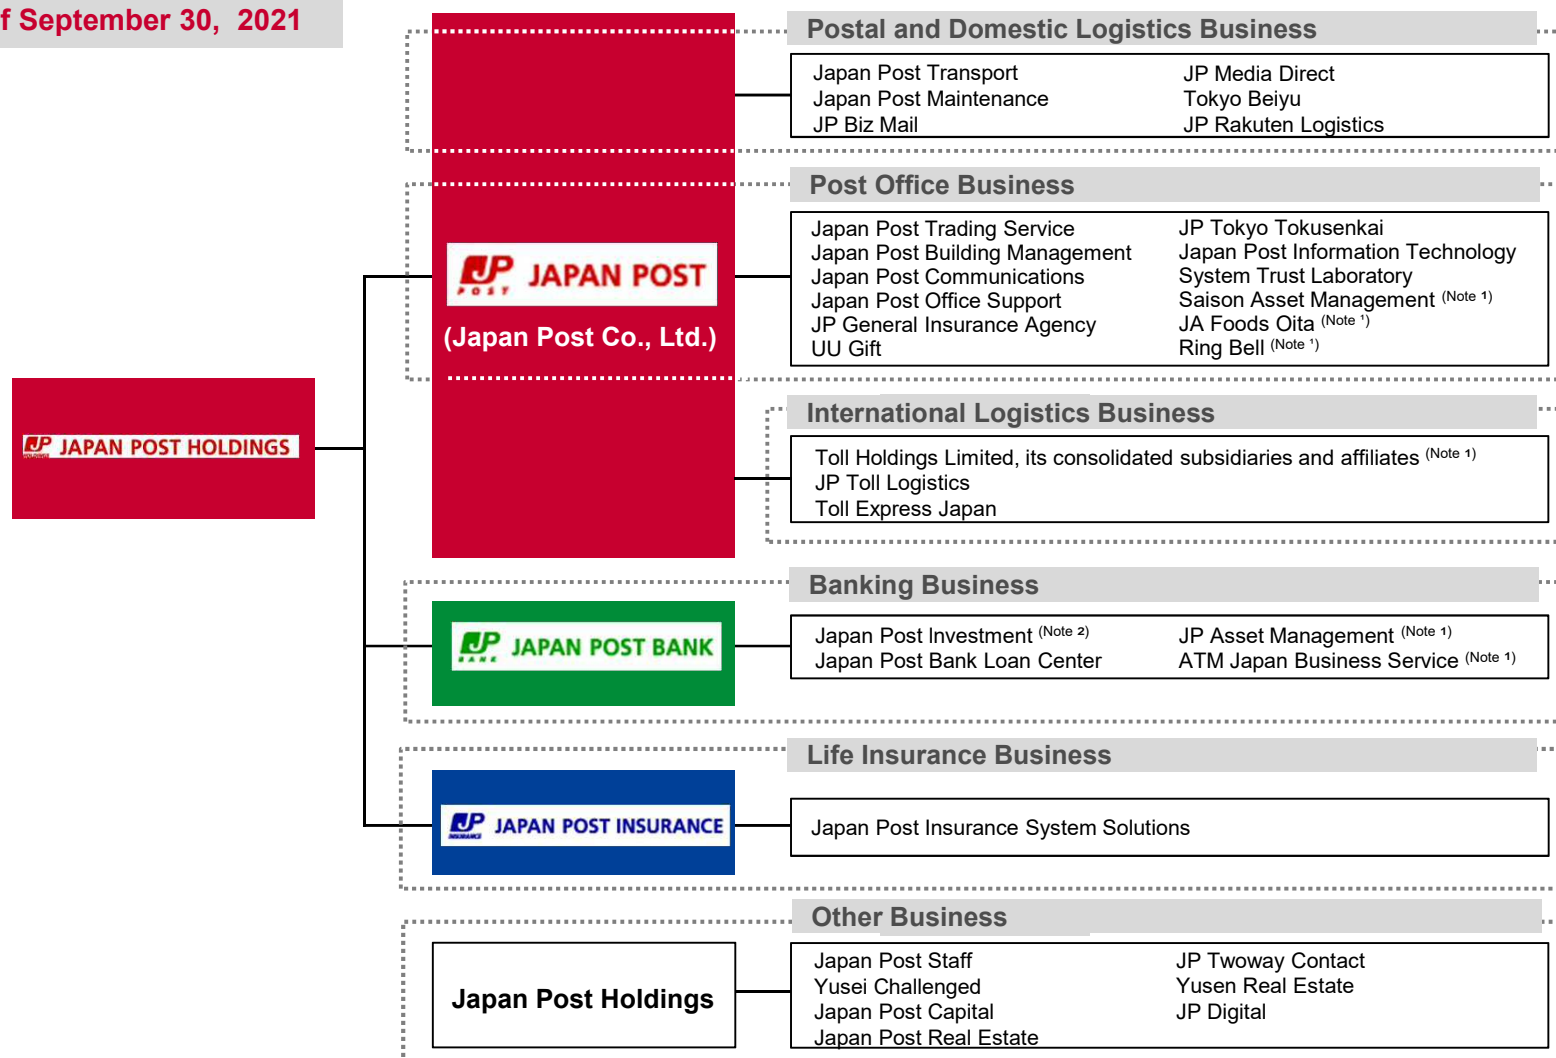 f September 30, 2021
Postal and Domestic Logistics Business
Japan Post Transport
Japan Post Maintenance
JP Biz Mail
JP Media Direct
Tokyo Beiyu
JP Rakuten Logistics
Post Office Business
Japan Post Trading Service
Japan Post Building Management
Japan Post Communications
Japan Post Office Support
JP General Insurance Agency
UU Gift
JP Tokyo Tokusenkai
Japan Post Information Technology
System Trust Laboratory
Saison Asset Management (Note 1)
JA Foods Oita (Note 1)
Ring Bell (Note 1)
JP POST JAPAN POST
(Japan Post Co., Ltd.)
JP HOLDINGS JAPAN POST HOLDINGS
International Logistics Business
Toll Holdings Limited, its consolidated subsidiaries and affiliates (Note 1)
JP Toll Logistics
Toll Express Japan
Banking Business
JP BANK JAPAN POST BANK
Japan Post Investment (Note 2)
Japan Post Bank Loan Center
JP Asset Management (Note 1)
ATM Japan Business Service (Note 1)
Life Insurance Business
JP INSURANCE JAPAN POST INSURANCE
Japan Post Insurance System Solutions
Other Business
Japan Post Holdings
Japan Post Staff
Yusei Challenged
Japan Post Capital
Japan Post Real Estate
JP Twoway Contact
Yusen Real Estate
JP Digital